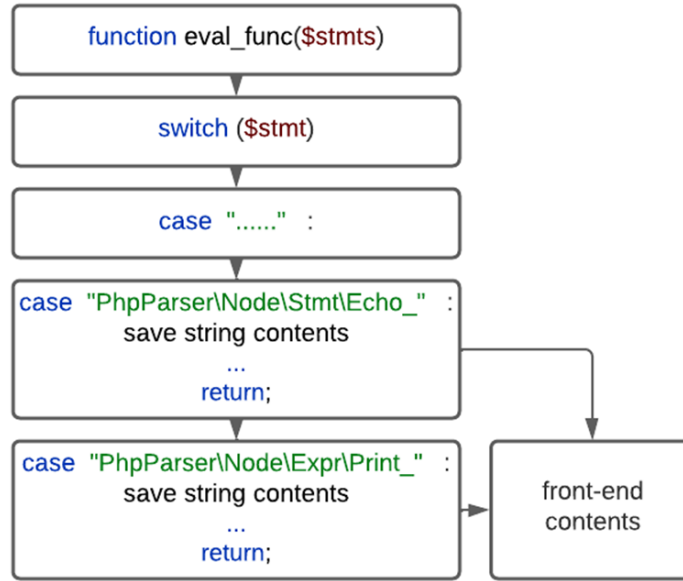 function eval_func($stmts)
switch ($stmt)
case "......" :
case "PhpParser\Node\Stmt\Echo_" :
save string contents
...
return;
case "PhpParser\Node\Expr\Print_" :
save string contents
...
return;
front-end
contents